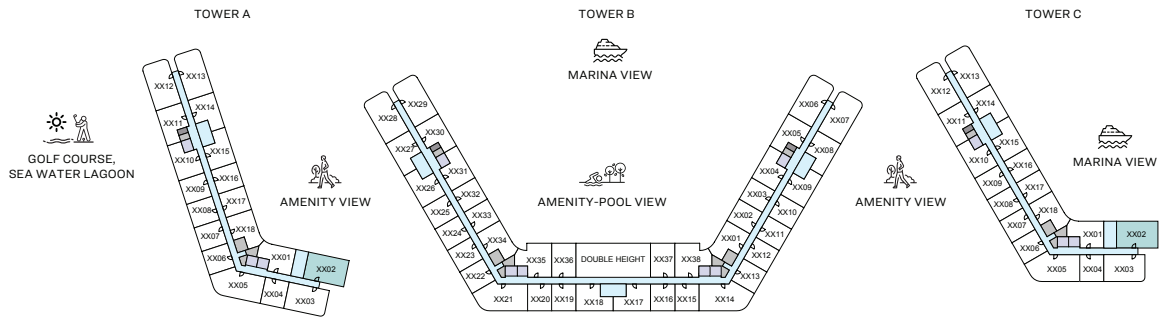 TOWER A
TOWER B
TOWER C
MARINA VIEW
GOLF COURSE,
SEA WATER LAGOON
AMENITY VIEW
AMENITY-POOL VIEW
AMENITY VIEW
MARINA VIEW
XX13
XX12
XX14
XX11
XX15
XX10
XX16
XX09
XX17
XX08
XX18
XX07
XX06
XX01
XX02
XX05
XX04
XX03
XX29
XX28
XX30
XX27
XX31
XX26
XX32
XX25
XX33
XX24
XX34
XX23
XX22
XX35
XX36
DOUBLE HEIGHT
XX37
XX38
XX21
XX20
XX19
XX18
XX17
XX16
XX15
XX14
XX06
XX07
XX05
XX08
XX04
XX09
XX03
XX10
XX02
XX11
XX01
XX12
XX13
XX13
XX12
XX14
XX11
XX15
XX10
XX16
XX09
XX17
XX08
XX18
XX07
XX06
XX01
XX02
XX05
XX04
XX03